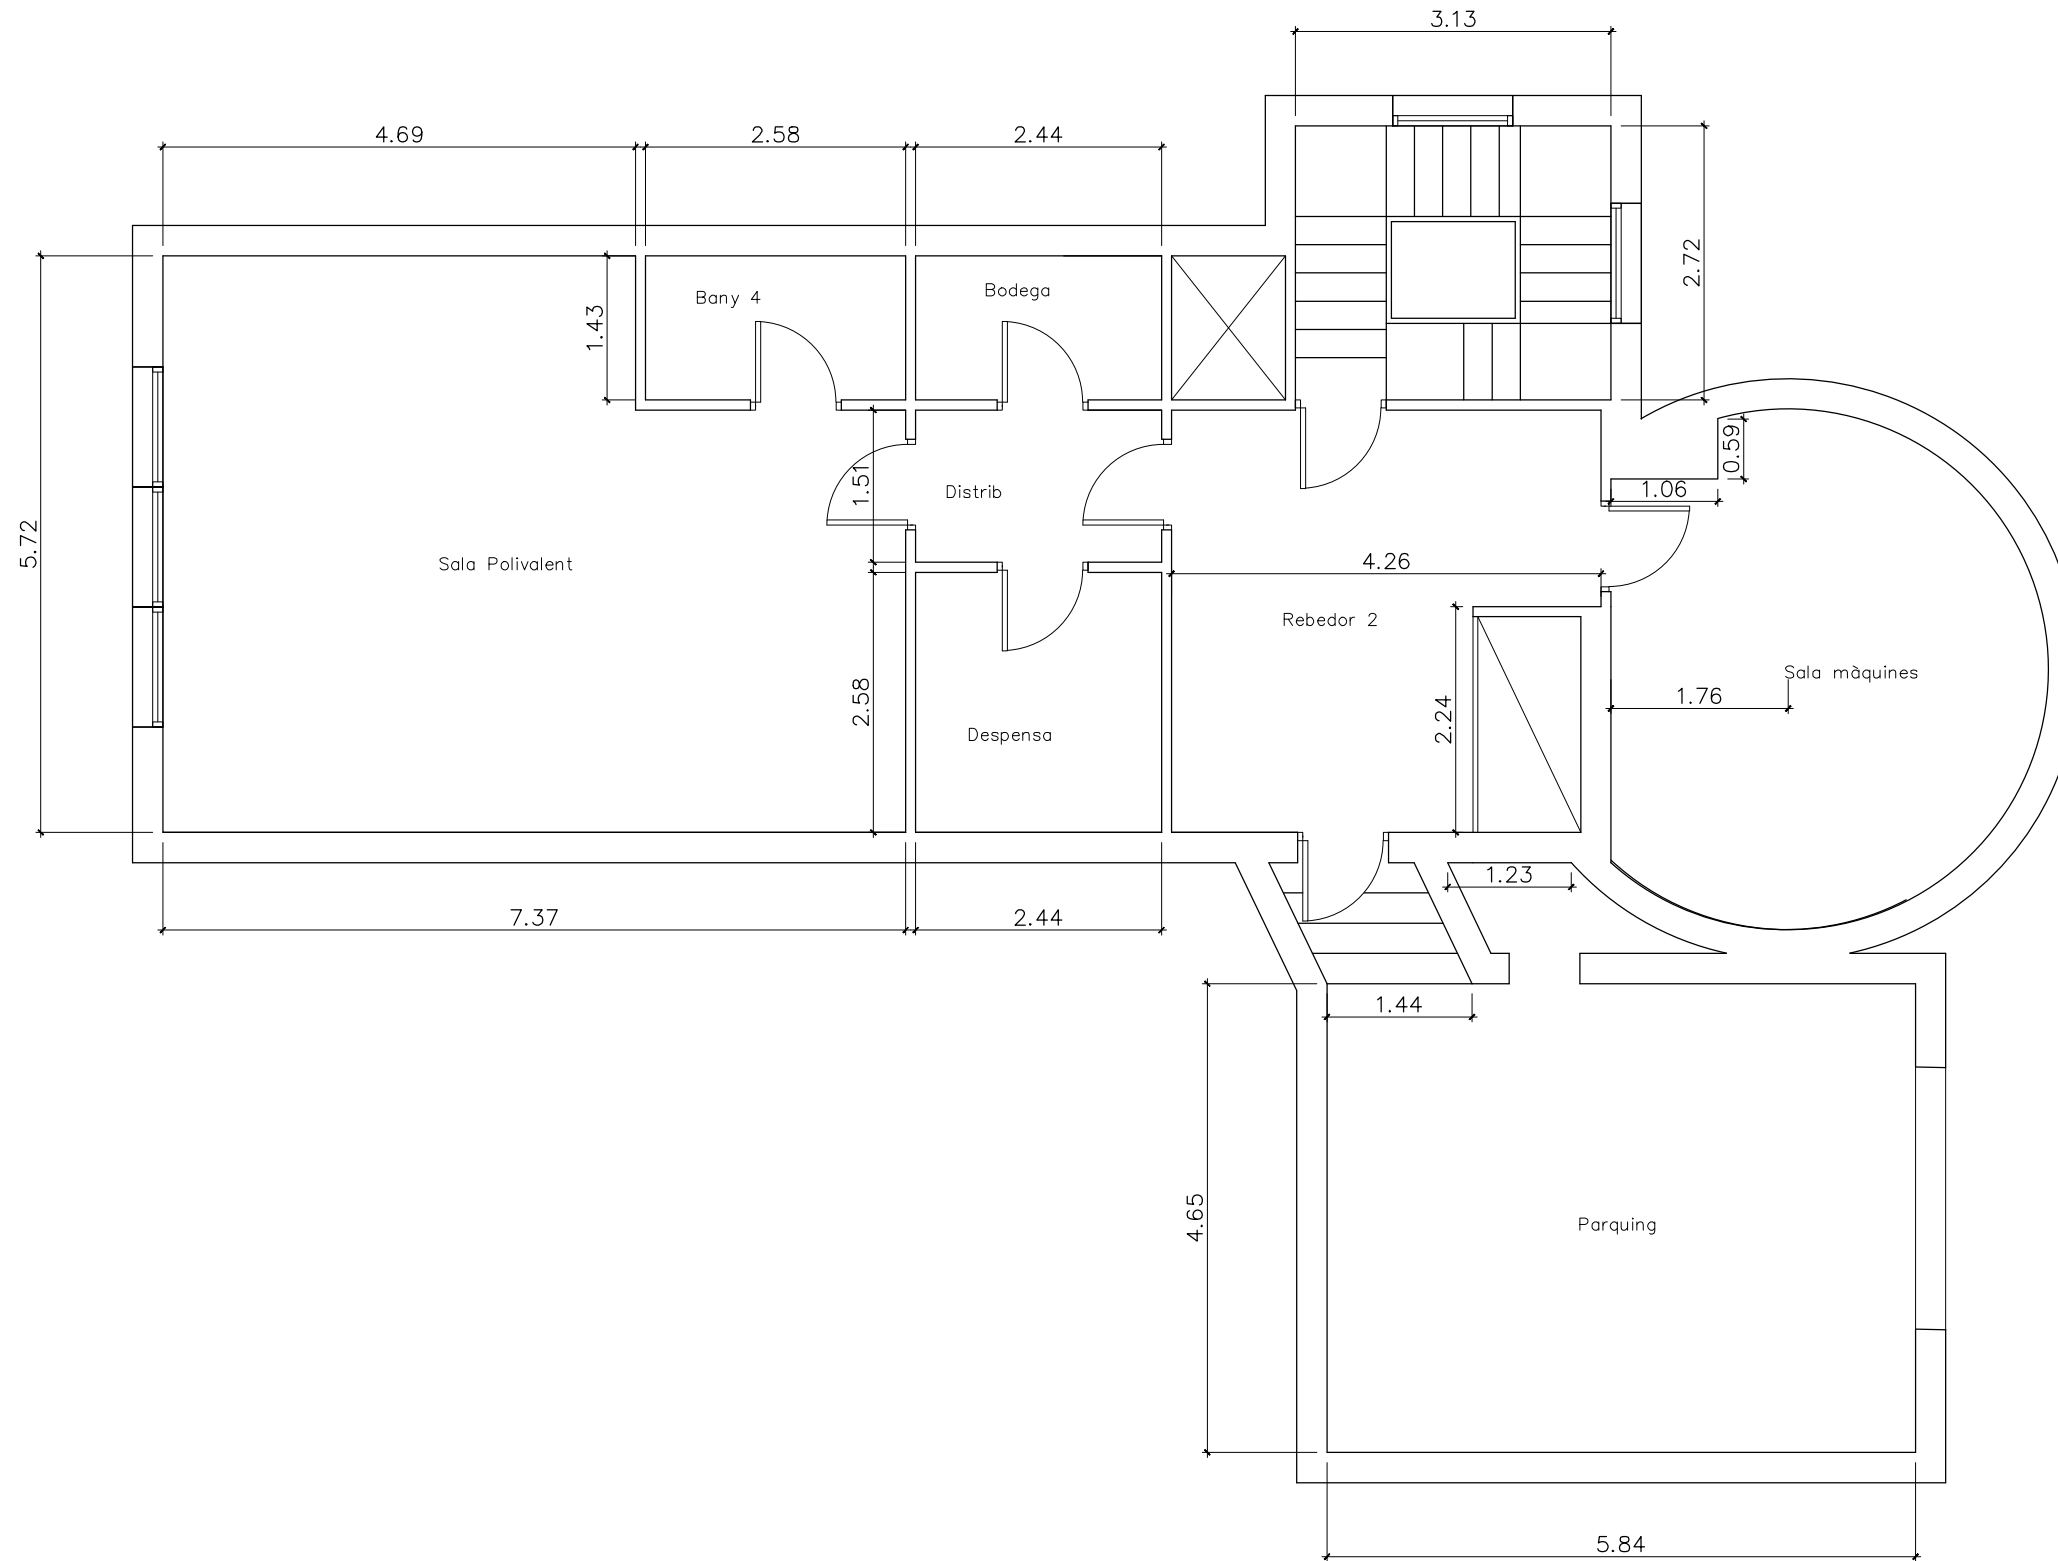 3.13
4.69
2.58
2.44
2.72
Bany 4
Bodega
1.43
0.59
1.51
Distrib
1.06
5.72
Sala Polivalent
4.26
Rebedor 2
Sala màquines
1.76
2.58
2.24
Despensa
1.23
7.37
2.44
1.44
4.65
Parquing
5.84